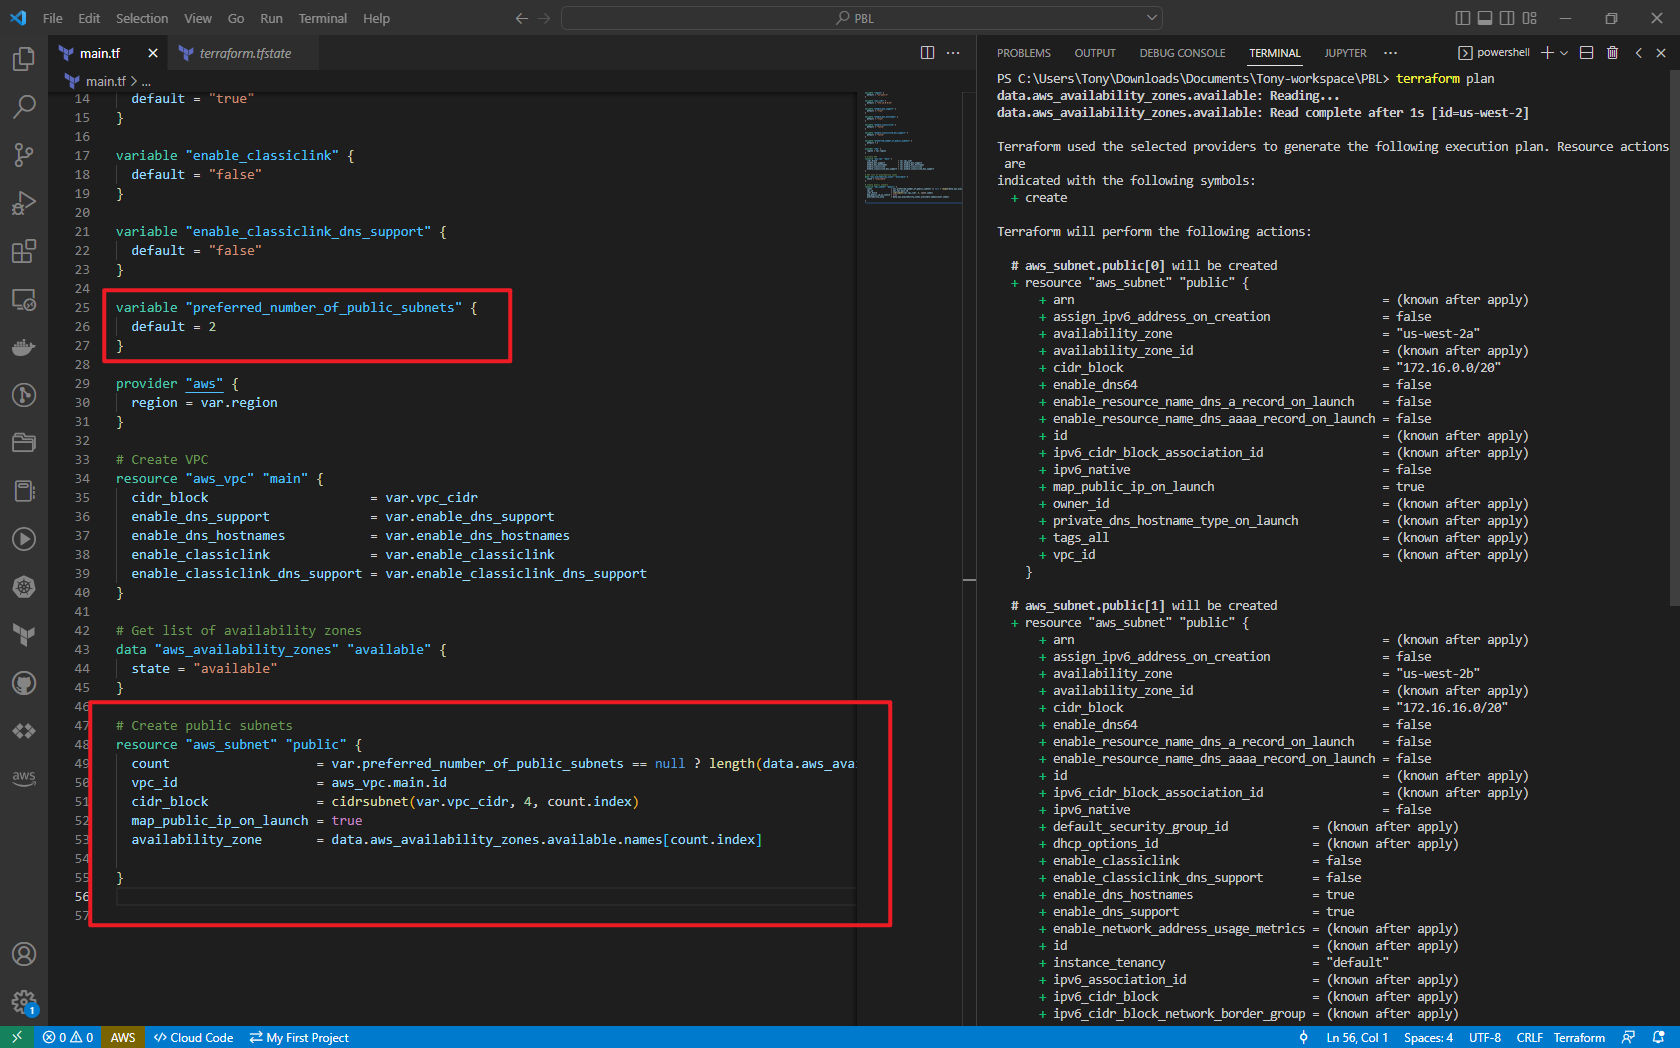 File Edit Selection View Go Run Terminal Help
PBL
main.tf
terraform.tfstate
main.tf > ...
14 default = "true"
15 }
16
17 variable "enable_classiclink" {
18 default = "false"
19 }
20
21 variable "enable_classiclink_dns_support" {
22 default = "false"
23 }
24
25 variable "preferred_number_of_public_subnets" {
26 default = 2
27 }
28
29 provider "aws" {
30 region = var.region
31 }
32
33 # Create VPC
34 resource "aws_vpc" "main" {
35 cidr_block = var.vpc_cidr
36 enable_dns_support = var.enable_dns_support
37 enable_dns_hostnames = var.enable_dns_hostnames
38 enable_classiclink = var.enable_classiclink
39 enable_classiclink_dns_support = var.enable_classiclink_dns_support
40 }
41
42 # Get list of availability zones
43 data "aws_availability_zones" "available" {
44 state = "available"
45 }
46
47 # Create public subnets
48 resource "aws_subnet" "public" {
49 count = var.preferred_number_of_public_subnets == null ? length(data.aws_ava
50 vpc_id = aws_vpc.main.id
51 cidr_block = cidrsubnet(var.vpc_cidr, 4, count.index)
52 map_public_ip_on_launch = true
53 availability_zone = data.aws_availability_zones.available.names[count.index]
54
55 }
56
57
PROBLEMS OUTPUT DEBUG CONSOLE TERMINAL JUPYTER ··· powershell
PS C:\Users\Tony\Downloads\Documents\Tony-workspace\PBL> terraform plan
data.aws_availability_zones.available: Reading...
data.aws_availability_zones.available: Read complete after 1s [id=us-west-2]
Terraform used the selected providers to generate the following execution plan. Resource actions
are
indicated with the following symbols:
+ create
Terraform will perform the following actions:
# aws_subnet.public[0] will be created
+ resource "aws_subnet" "public" {
+ arn = (known after apply)
+ assign_ipv6_address_on_creation = false
+ availability_zone = "us-west-2a"
+ availability_zone_id = (known after apply)
+ cidr_block = "172.16.0.0/20"
+ enable_dns64 = false
+ enable_resource_name_dns_a_record_on_launch = false
+ enable_resource_name_dns_aaaa_record_on_launch = false
+ id = (known after apply)
+ ipv6_cidr_block_association_id = (known after apply)
+ ipv6_native = false
+ map_public_ip_on_launch = true
+ owner_id = (known after apply)
+ private_dns_hostname_type_on_launch = (known after apply)
+ tags_all = (known after apply)
+ vpc_id = (known after apply)
}
# aws_subnet.public[1] will be created
+ resource "aws_subnet" "public" {
+ arn = (known after apply)
+ assign_ipv6_address_on_creation = false
+ availability_zone = "us-west-2b"
+ availability_zone_id = (known after apply)
+ cidr_block = "172.16.16.0/20"
+ enable_dns64 = false
+ enable_resource_name_dns_a_record_on_launch = false
+ enable_resource_name_dns_aaaa_record_on_launch = false
+ id = (known after apply)
+ ipv6_cidr_block_association_id = (known after apply)
+ ipv6_native = false
+ default_security_group_id = (known after apply)
+ dhcp_options_id = (known after apply)
+ enable_classiclink = false
+ enable_classiclink_dns_support = false
+ enable_dns_hostnames = true
+ enable_dns_support = true
+ enable_network_address_usage_metrics = (known after apply)
+ id = (known after apply)
+ instance_tenancy = "default"
+ ipv6_association_id = (known after apply)
+ ipv6_cidr_block = (known after apply)
+ ipv6_cidr_block_network_border_group = (known after apply)
aws
1
0 0 AWS Cloud Code My First Project
Ln 56, Col 1 Spaces: 4 UTF-8 CRLF Terraform